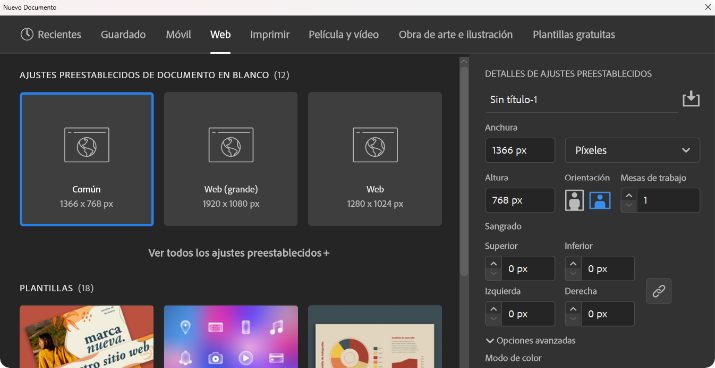 Nuevo Documento
Recientes Guardado Móvil Web Imprimir Película y vídeo Obra de arte e ilustración Plantillas gratuitas
AJUSTES PREESTABLECIDOS DE DOCUMENTO EN BLANCO (12)
Común
1366 x 768 px
Web (grande)
1920 x 1080 px
Web
1280 x 1024 px
Ver todos los ajustes preestablecidos+
PLANTILLAS (18)
marca
nueva.
tro sitio web
DETALLES DE AJUSTES PREESTABLECIDOS
Sin título-1
Anchura
1366 px Píxeles
Altura Orientación Mesas de trabajo
768 px 1
Sangrado
Superior Inferior
0 px 0 px
Izquierda Derecha
0 px 0 px
Opciones avanzadas
Modo de color